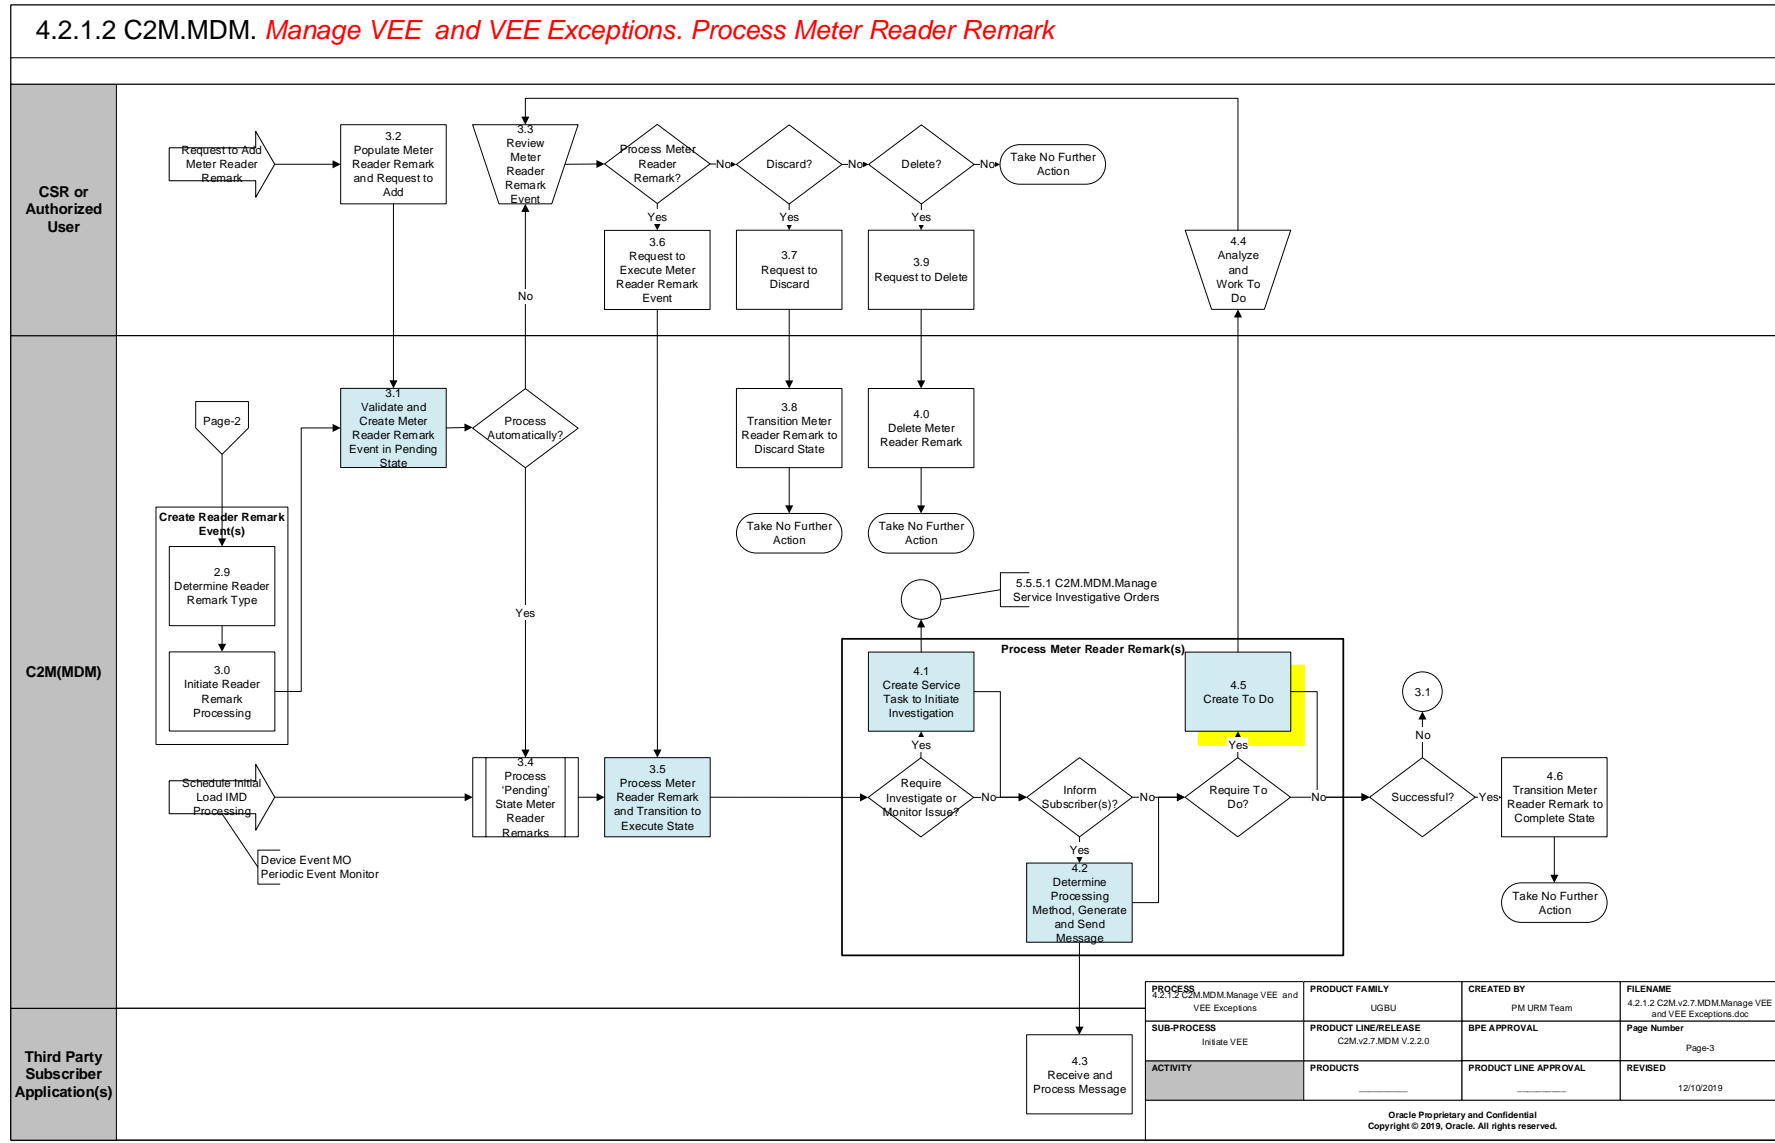 4.2.1.2 C2M.MDM. Manage VEE and VEE Exceptions. Process Meter Reader Remark
CSR or
Authorized
User
Request to Add
Meter Reader
Remark
3.2
Populate Meter
Reader Remark
and Request to
Add
3.3
Review
Meter
Reader
Remark
Event
Process Meter
Reader
Remark?
No
Discard?
No
Delete?
No
Take No Further
Action
Yes
Yes
Yes
3.6
Request to
Execute Meter
Reader Remark
Event
3.7
Request to
Discard
3.9
Request to Delete
4.4
Analyze
and
Work To
Do
No
C2M(MDM)
Page-2
3.1
Validate and
Create Meter
Reader Remark
Event in Pending
State
Process
Automatically?
3.8
Transition Meter
Reader Remark to
Discard State
4.0
Delete Meter
Reader Remark
Create Reader Remark
Event(s)
2.9
Determine Reader
Remark Type
3.0
Initiate Reader
Remark
Processing
Take No Further
Action
Take No Further
Action
Yes
5.5.5.1 C2M.MDM.Manage
Service Investigative Orders
Process Meter Reader Remark(s)
4.1
Create Service
Task to Initiate
Investigation
4.5
Create To Do
3.1
Yes
Yes
No
Schedule Initial
Load IMD
Processing
3.4
Process
‘Pending’
State Meter
Reader
Remarks
3.5
Process Meter
Reader Remark
and Transition to
Execute State
Require
Investigate or
Monitor Issue?
No
Inform
Subscriber(s)?
No
Require To
Do?
No
Successful?
Yes
4.6
Transition Meter
Reader Remark to
Complete State
Device Event MO
Periodic Event Monitor
Yes
4.2
Determine
Processing
Method, Generate
and Send
Message
Take No Further
Action
Third Party
Subscriber
Application(s)
4.3
Receive and
Process Message
PROCESS
4.2.1.2 C2M.MDM.Manage VEE and
VEE Exceptions
PRODUCT FAMILY
UGBU
CREATED BY
PM URM Team
FILENAME
4.2.1.2 C2M.v2.7.MDM.Manage VEE
and VEE Exceptions.doc
SUB-PROCESS
Initiate VEE
PRODUCT LINE/RELEASE
C2M.v2.7.MDM V.2.2.0
BPE APPROVAL
Page Number
Page-3
ACTIVITY
PRODUCTS
PRODUCT LINE APPROVAL
REVISED
12/10/2019
Oracle Proprietary and Confidential
Copyright © 2019, Oracle. All rights reserved.